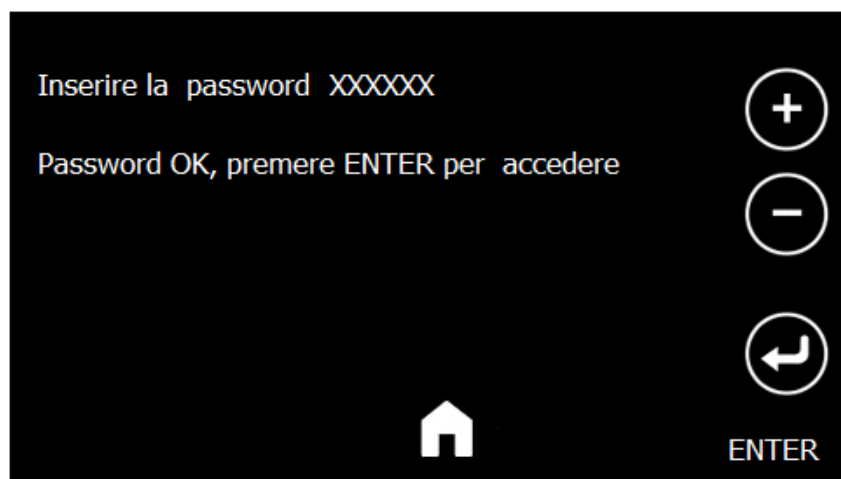 Inserire la password XXXXXX
Password OK, premere ENTER per accedere
+
−
ENTER